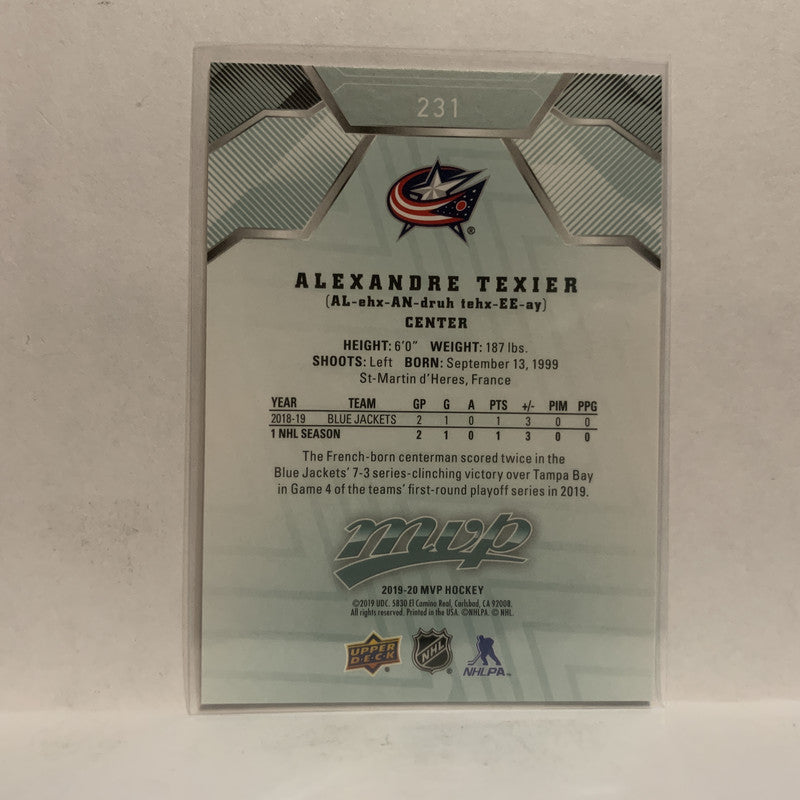 231
®
ALEXANDRE TEXIER
(AL-ehx-AN-druh tehx-EE-ay)
CENTER
HEIGHT: 6'0" WEIGHT: 187 lbs.
SHOOTS: Left BORN: September 13, 1999
St-Martin d'Heres, France
YEAR TEAM GP G A PTS +/- PIM PPG
2018-19 BLUE JACKETS 2 1 0 1 3 0 0
1 NHL SEASON 2 1 0 1 3 0 0
The French-born centerman scored twice in the
Blue Jackets' 7-3 series-clinching victory over Tampa Bay
in Game 4 of the teams' first-round playoff series in 2019.
mvp
2019-20 MVP HOCKEY
©2019 UDC. 5830 El Camino Real, Carlsbad, CA 92008.
All rights reserved. Printed in the USA. ©NHLPA. © NHL.
UPPER DECK ® NHL ® NHLPA™